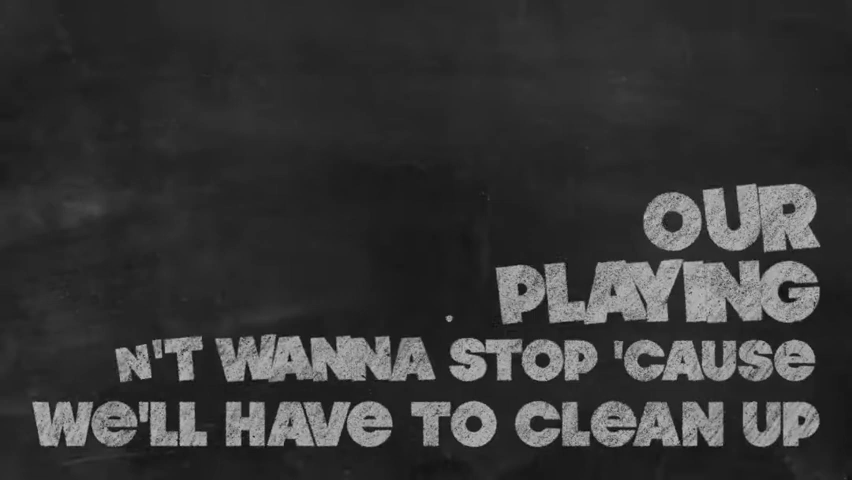 OUR
PLAYING
N'T WANNA STOP 'CAUSE
We'LL HAVe TO CLeAN UP